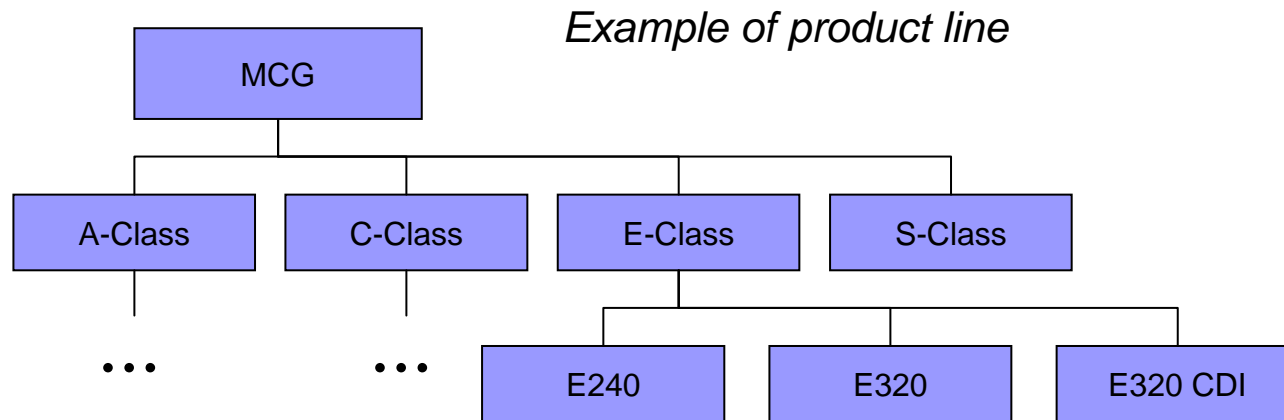 Example of product line
MCG
A-Class
C-Class
E-Class
S-Class
...
...
E240
E320
E320 CDI